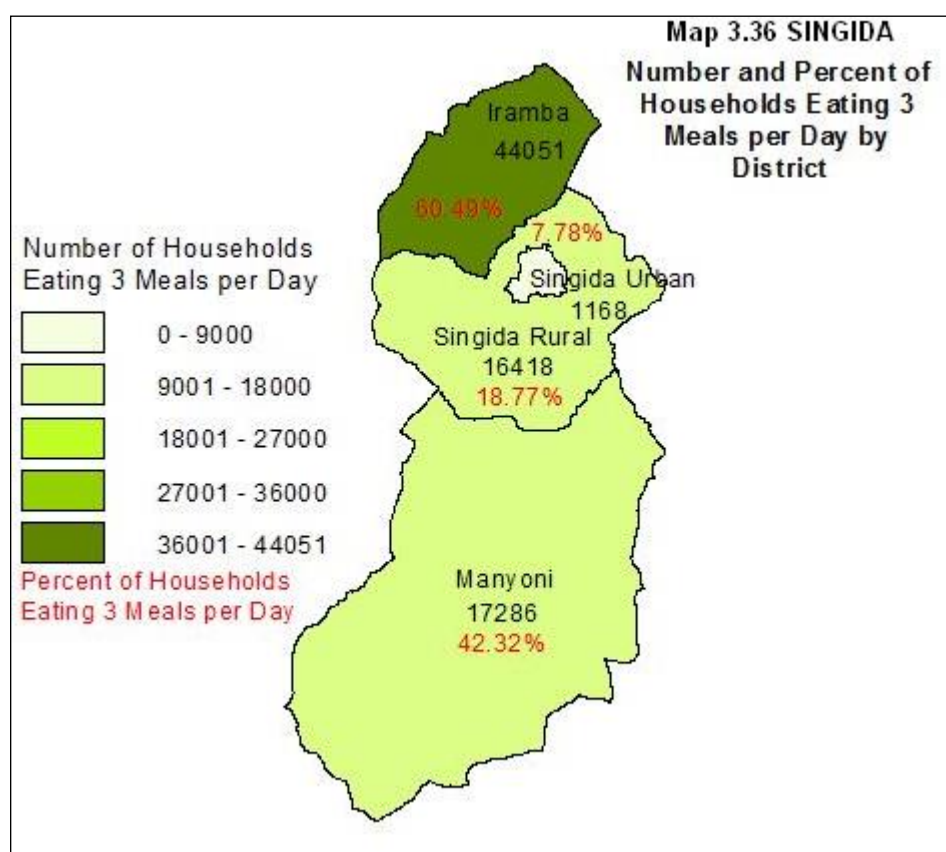 Map 3.36 SINGIDA
Number and Percent of
Households Eating 3
Meals per Day by
District
Iramba
44051
60.49%
7.78%
Singida Urban
1168
Singida Rural
16418
18.77%
Manyoni
17286
42.32%
Number of Households
Eating 3 Meals per Day
0 - 9000
9001 - 18000
18001 - 27000
27001 - 36000
36001 - 44051
Percent of Households
Eating 3 Meals per Day